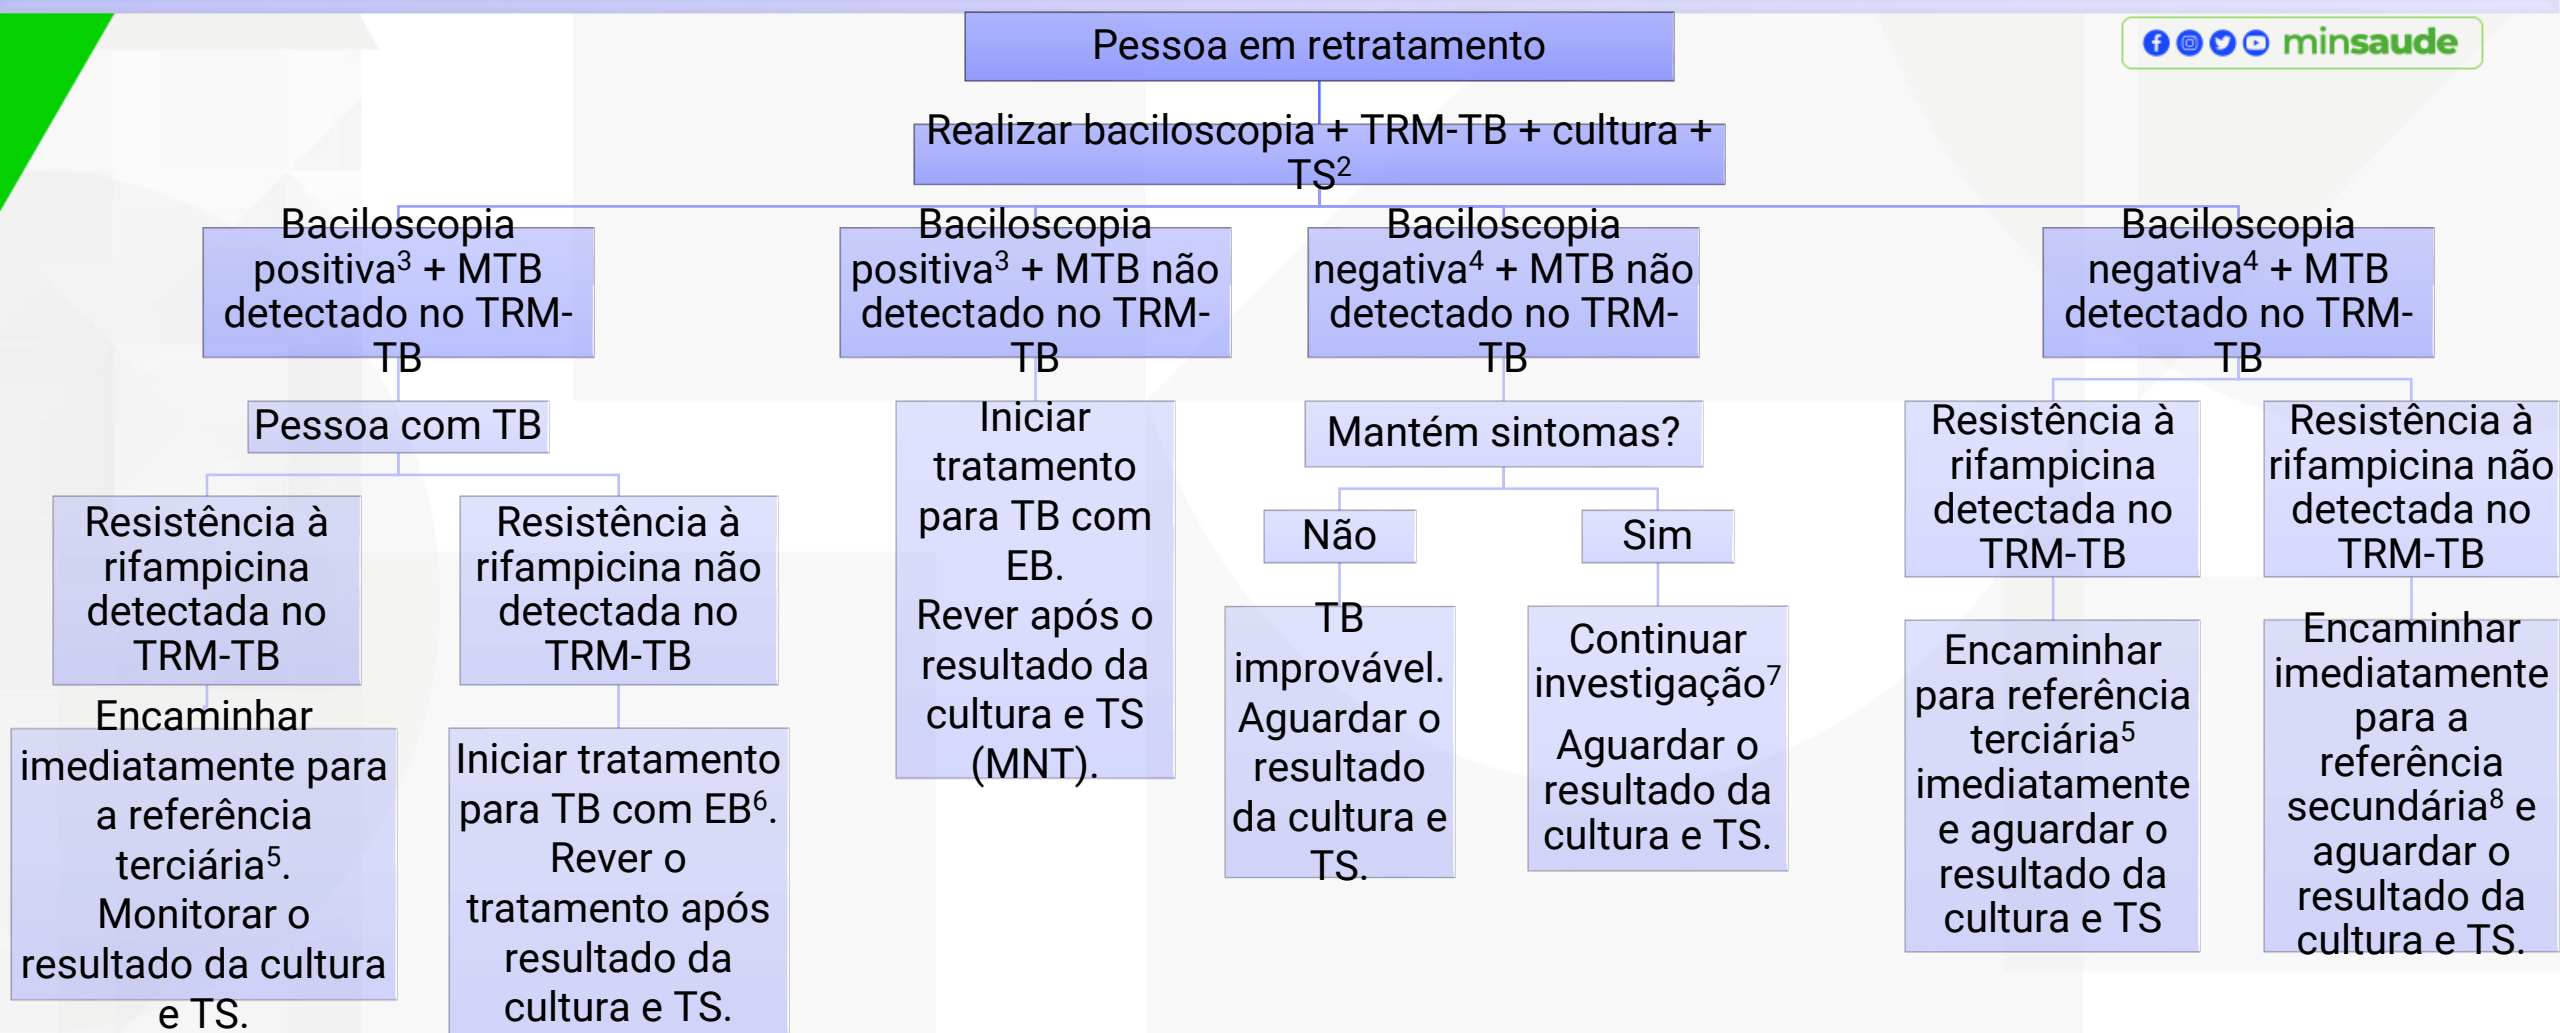 Pessoa em retratamento
minsaude
Realizar baciloscopia + TRM-TB + cultura +
TS²
Baciloscopia
positiva³ + MTB
detectado no TRM-
TB
Baciloscopia
positiva³ + MTB não
detectado no TRM-
TB
Baciloscopia
negativa⁴ + MTB não
detectado no TRM-
TB
Baciloscopia
negativa⁴ + MTB
detectado no TRM-
TB
Pessoa com TB
Resistência à
rifampicina
detectada no
TRM-TB
Encaminhar
imediatamente para
a referência
terciária⁵.
Monitorar o
resultado da cultura
e TS.
Resistência à
rifampicina não
detectada no
TRM-TB
Iniciar tratamento
para TB com EB⁶.
Rever o
tratamento após
resultado da
cultura e TS.
Iniciar
tratamento
para TB com
EB.
Rever após o
resultado da
cultura e TS
(MNT).
Mantém sintomas?
Não
TB
improvável.
Aguardar o
resultado
da cultura e
TS.
Sim
Continuar
investigação⁷
Aguardar o
resultado da
cultura e TS.
Resistência à
rifampicina
detectada no
TRM-TB
Encaminhar
para referência
terciária⁵
imediatamente
e aguardar o
resultado da
cultura e TS
Resistência à
rifampicina não
detectada no
TRM-TB
Encaminhar
imediatamente
para a
referência
secundária⁸ e
aguardar o
resultado da
cultura e TS.